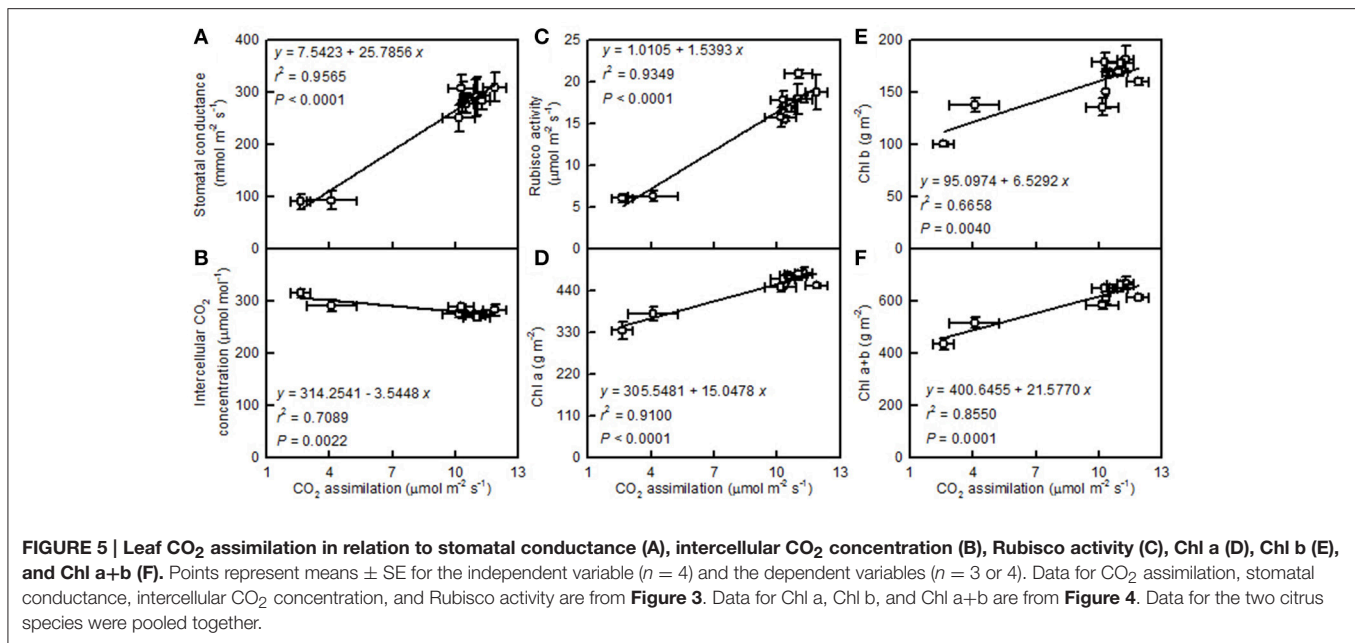 A
400
300
200
100
0
Stomatal conductance
(mmol m⁻² s⁻¹)
y = 7.5423 + 25.7856 x
r² = 0.9565
P < 0.0001
C
25
20
15
10
5
0
Rubisco activity
(μmol m⁻² s⁻¹)
y = 1.0105 + 1.5393 x
r² = 0.9349
P < 0.0001
E
200
150
100
50
0
Chl b (g m⁻²)
y = 95.0974 + 6.5292 x
r² = 0.6658
P = 0.0040
B
300
200
100
0
Intercellular CO₂
concentration (μmol mol⁻¹)
y = 314.2541 - 3.5448 x
r² = 0.7089
P = 0.0022
1 4 7 10 13
CO₂ assimilation (μmol m⁻² s⁻¹)
D
440
330
220
110
0
Chl a (g m⁻²)
y = 305.5481 + 15.0478 x
r² = 0.9100
P < 0.0001
1 4 7 10 13
CO₂ assimilation (μmol m⁻² s⁻¹)
F
600
400
200
0
Chl a+b (g m⁻²)
y = 400.6455 + 21.5770 x
r² = 0.8550
P = 0.0001
1 4 7 10 13
CO₂ assimilation (μmol m⁻² s⁻¹)
FIGURE 5 | Leaf CO₂ assimilation in relation to stomatal conductance (A), intercellular CO₂ concentration (B), Rubisco activity (C), Chl a (D), Chl b (E),
and Chl a+b (F). Points represent means ± SE for the independent variable (n = 4) and the dependent variables (n = 3 or 4). Data for CO₂ assimilation, stomatal
conductance, intercellular CO₂ concentration, and Rubisco activity are from Figure 3. Data for Chl a, Chl b, and Chl a+b are from Figure 4. Data for the two citrus
species were pooled together.